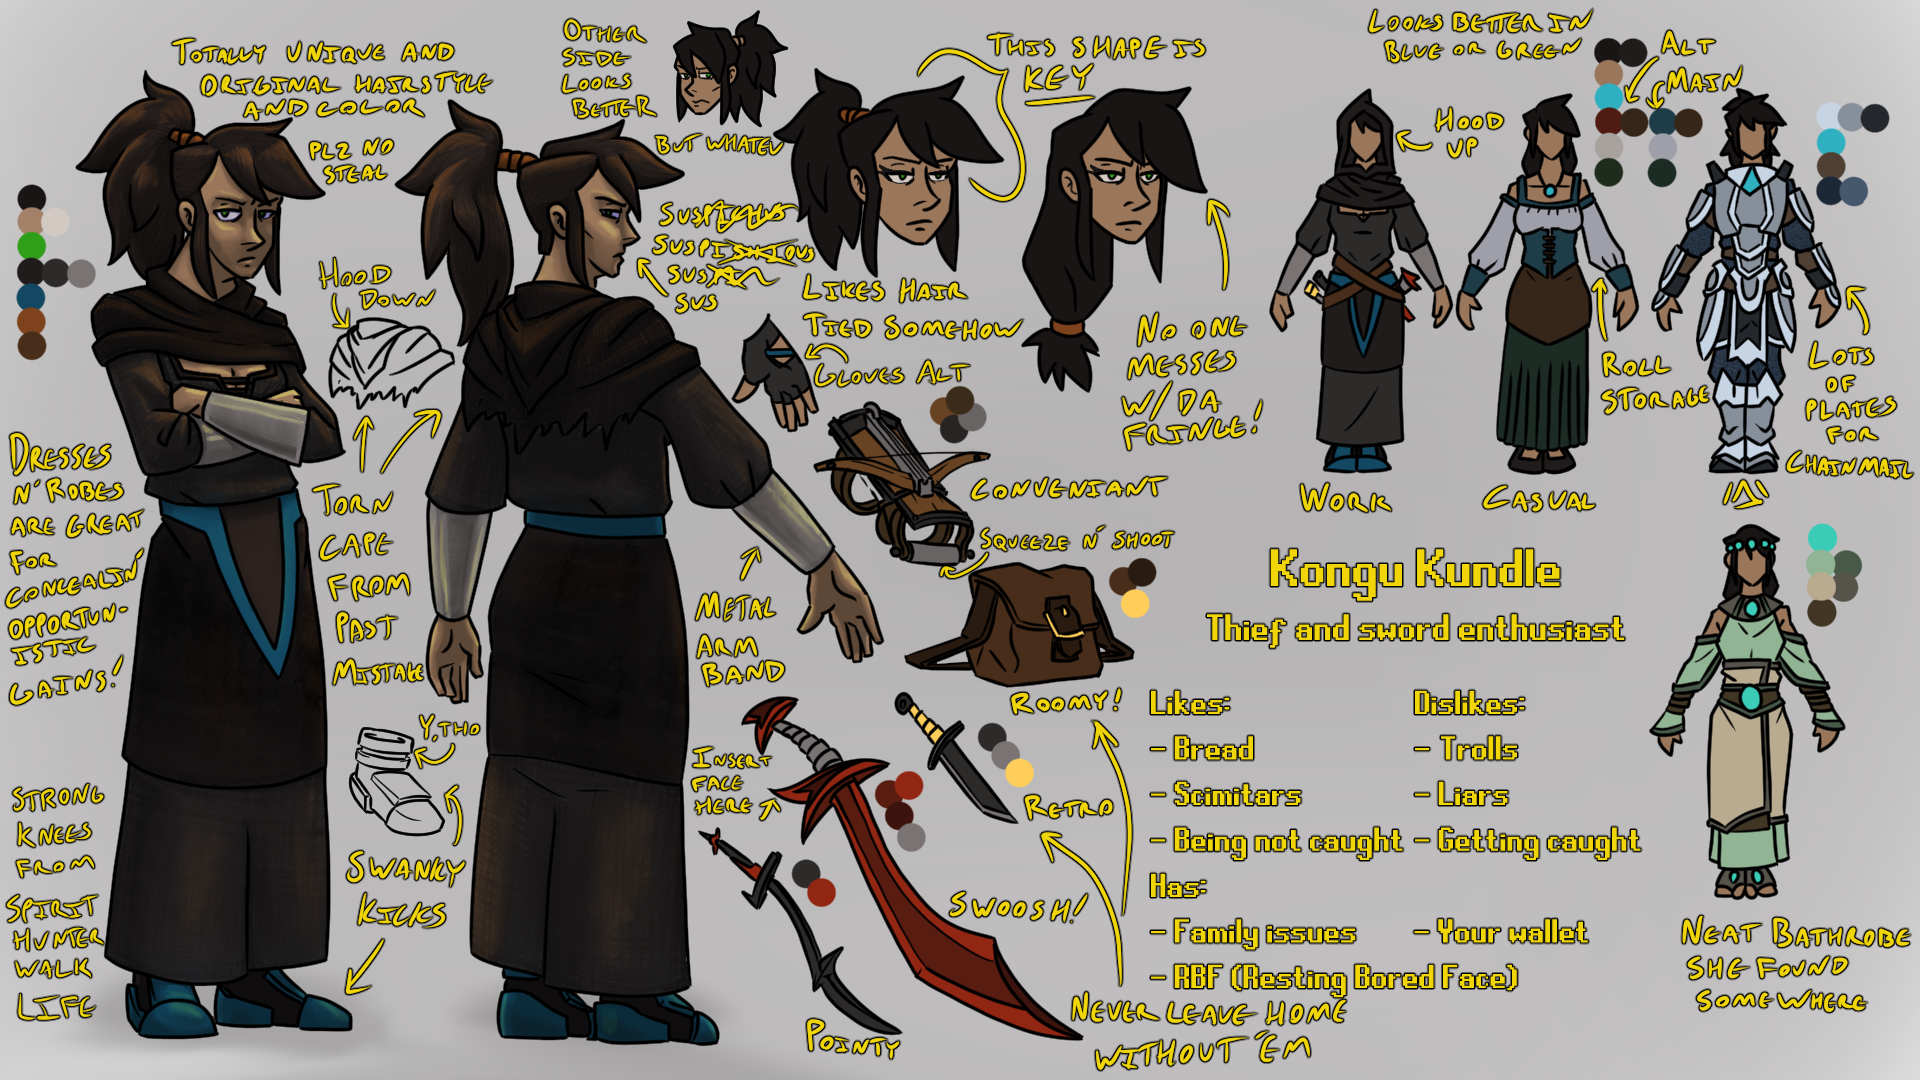 TOTALLY UNIQUE AND
ORIGINAL HAIRSTYLE
AND COLOR
PLZ NO
STEAL
OTHER
SIDE
LOOKS
BETTER
BUT WHATEV
THIS SHAPE IS
KEY
LOOKS BETTER IN
BLUE OR GREEN
ALT
MAIN
HOOD
UP
HOOD
DOWN
SUSPICIUS
SUSPISHIOUS
SUS
SUS
LIKES HAIR
TIED SOMEHOW
GLOVES ALT
NO ONE
MESSES
W/ DA
FRINGE!
ROLL
STORAGE
LOTS
OF
PLATES
FOR
CHAINMAIL
WORK
CASUAL
DRESSES
N' ROBES
ARE GREAT
FOR
CONCEALIN'
OPPORTUN-
ISTIC
GAINS!
TORN
CAPE
FROM
PAST
MISTAKE
CONVENIANT
SQUEEZE N' SHOOT
METAL
ARM
BAND
Kongu Kundle
Thief and sword enthusiast
ROOMY!
Y, THO
INSERT
FACE
HERE
RETRO
Likes:
- Bread
- Scimitars
- Being not caught
Dislikes:
- Trolls
- Liars
- Getting caught
Has:
- Family issues
- Your wallet
- RBF (Resting Bored Face)
STRONG
KNEES
FROM
SPIRIT
HUNTER
WALK
LIFE
SWANKY
KICKS
SWOOSH!
POINTY
NEVER LEAVE HOME
WITHOUT 'EM
NEAT BATHROBE
SHE FOUND
SOMEWHERE